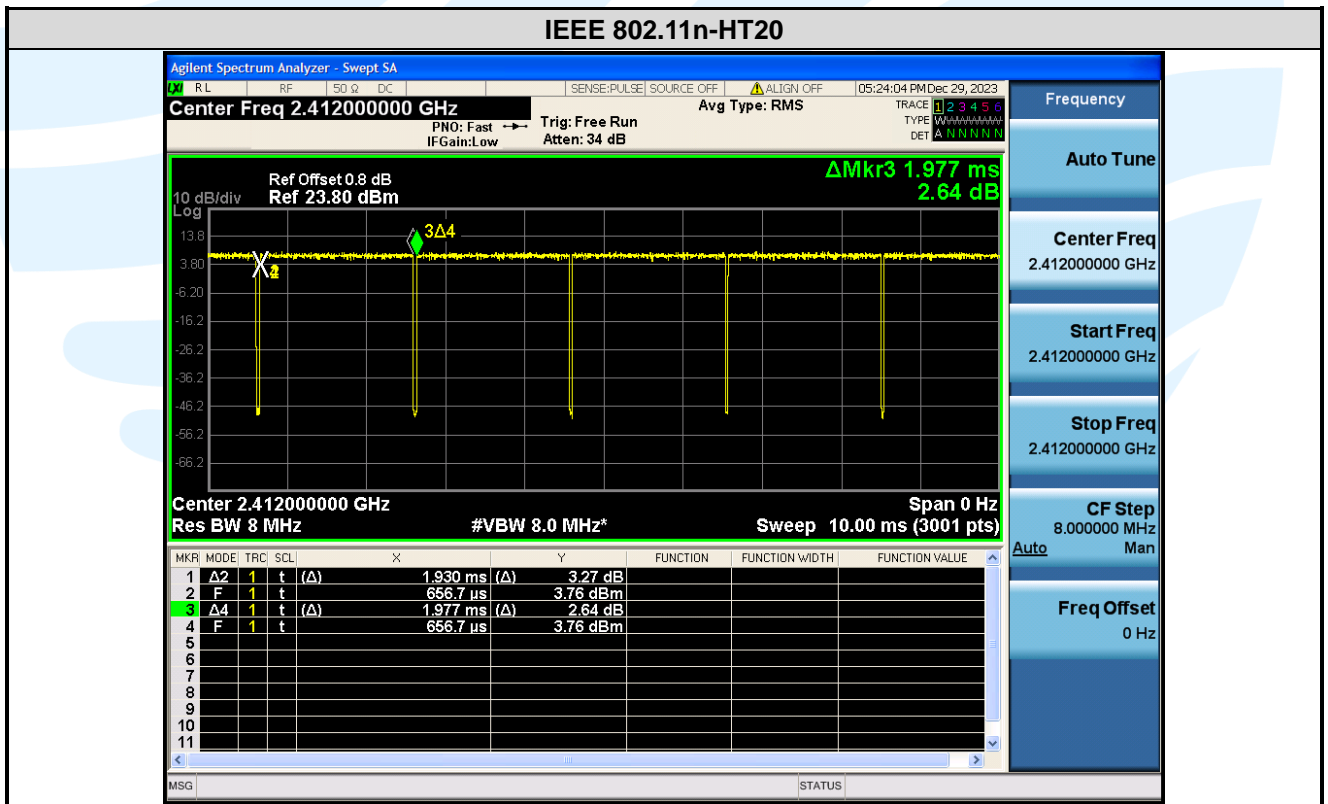 IEEE 802.11n-HT20
Agilent Spectrum Analyzer - Swept SA
LXI RL RF 50 Ω DC SENSE:PULSE SOURCE OFF ALIGN OFF 05:24:04 PM Dec 29, 2023
Center Freq 2.412000000 GHz Avg Type: RMS TRACE 1 2 3 4 5 6
PNO: Fast Trig: Free Run TYPE
IFGain:Low Atten: 34 dB DET A N N N N N
ΔMkr3 1.977 ms
2.64 dB
Ref Offset 0.8 dB
10 dB/div Ref 23.80 dBm
Log
13.8
3.80
-6.20
-16.2
-26.2
-36.2
-46.2
-56.2
-66.2
3Δ4
Center 2.412000000 GHz Span 0 Hz
Res BW 8 MHz #VBW 8.0 MHz* Sweep 10.00 ms (3001 pts)
MKR MODE TRC SCL X Y FUNCTION FUNCTION WIDTH FUNCTION VALUE
1 Δ2 1 t (Δ) 1.930 ms (Δ) 3.27 dB
2 F 1 t 656.7 µs 3.76 dBm
3 Δ4 1 t (Δ) 1.977 ms (Δ) 2.64 dB
4 F 1 t 656.7 µs 3.76 dBm
5
6
7
8
9
10
11
MSG STATUS
Frequency
Auto Tune
Center Freq
2.412000000 GHz
Start Freq
2.412000000 GHz
Stop Freq
2.412000000 GHz
CF Step
8.000000 MHz
Auto Man
Freq Offset
0 Hz